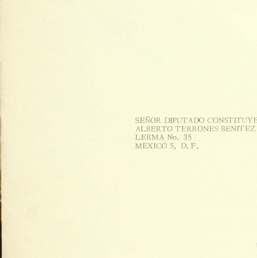 SEÑOR DIPUTADO CONSTITUYE
ALBERTO TERRONES BENITEZ
LERMA No. 35
MEXICO 5, D. F.